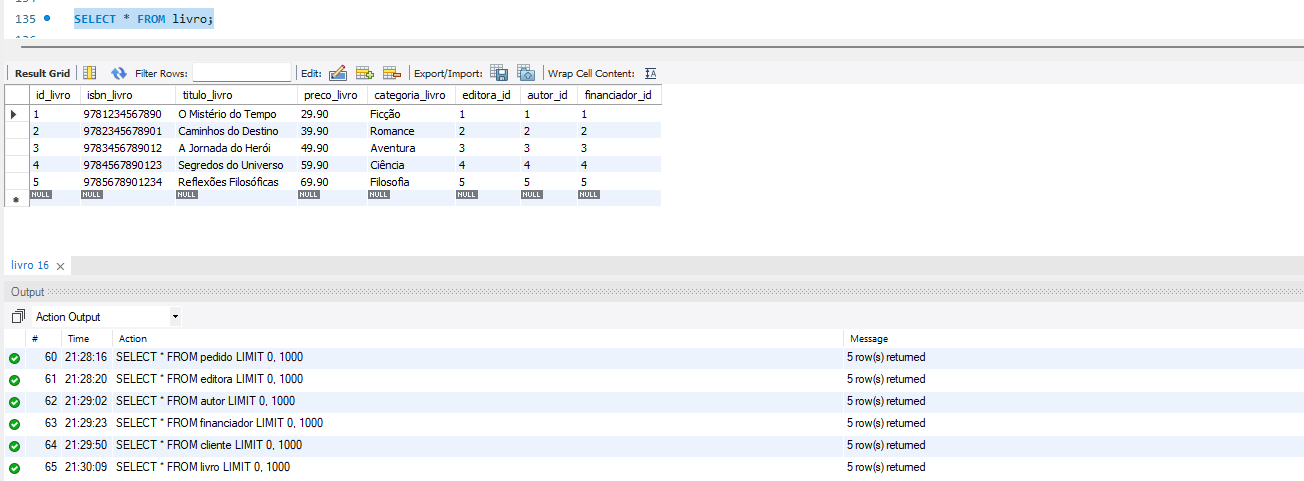 135 SELECT * FROM livro;
Result Grid Filter Rows: Edit: Export/Import: Wrap Cell Content:
id_livro isbn_livro titulo_livro preco_livro categoria_livro editora_id autor_id financiador_id
1 9781234567890 O Mistério do Tempo 29.90 Ficção 1 1 1
2 9782345678901 Caminhos do Destino 39.90 Romance 2 2 2
3 9783456789012 A Jornada do Herói 49.90 Aventura 3 3 3
4 9784567890123 Segredos do Universo 59.90 Ciência 4 4 4
5 9785678901234 Reflexões Filosóficas 69.90 Filosofia 5 5 5
NULL NULL NULL NULL NULL NULL NULL NULL
livro 16
Output
Action Output
# Time Action Message
60 21:28:16 SELECT * FROM pedido LIMIT 0, 1000 5 row(s) returned
61 21:28:20 SELECT * FROM editora LIMIT 0, 1000 5 row(s) returned
62 21:29:02 SELECT * FROM autor LIMIT 0, 1000 5 row(s) returned
63 21:29:23 SELECT * FROM financiador LIMIT 0, 1000 5 row(s) returned
64 21:29:50 SELECT * FROM cliente LIMIT 0, 1000 5 row(s) returned
65 21:30:09 SELECT * FROM livro LIMIT 0, 1000 5 row(s) returned